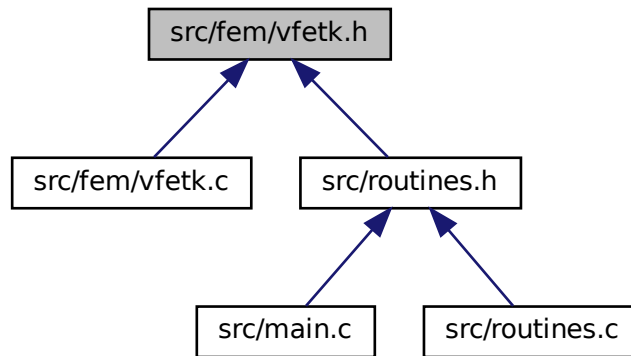 src/fem/vfetk.h
src/fem/vfetk.c
src/routines.h
src/main.c
src/routines.c